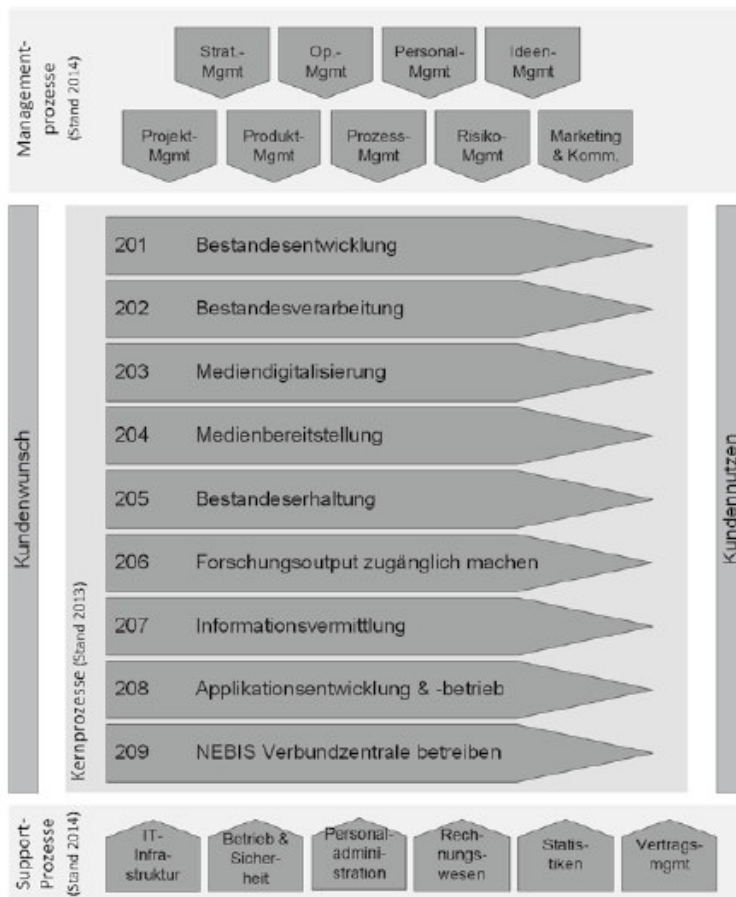 Management-
prozesse
(Stand 2014)
Strat.-
Mgmt
Op.-
Mgmt
Personal-
Mgmt
Ideen-
Mgmt
Projekt-
Mgmt
Produkt-
Mgmt
Prozess-
Mgmt
Risiko-
Mgmt
Marketing
& Komm.
Kundenwunsch
Kernprozesse (Stand 2013)
201 Bestandesentwicklung
202 Bestandesverarbeitung
203 Mediendigitalisierung
204 Medienbereitstellung
205 Bestandeserhaltung
206 Forschungsoutput zugänglich machen
207 Informationsvermittlung
208 Applikationsentwicklung & -betrieb
209 NEBIS Verbundzentrale betreiben
Kundennutzen
Support-
Prozesse
(Stand 2014)
IT-
Infra-
struktur
Betrieb &
Sicher-
heit
Personal-
admini-
stration
Rech-
nungs-
wesen
Statis-
tiken
Vertrags-
mgmt